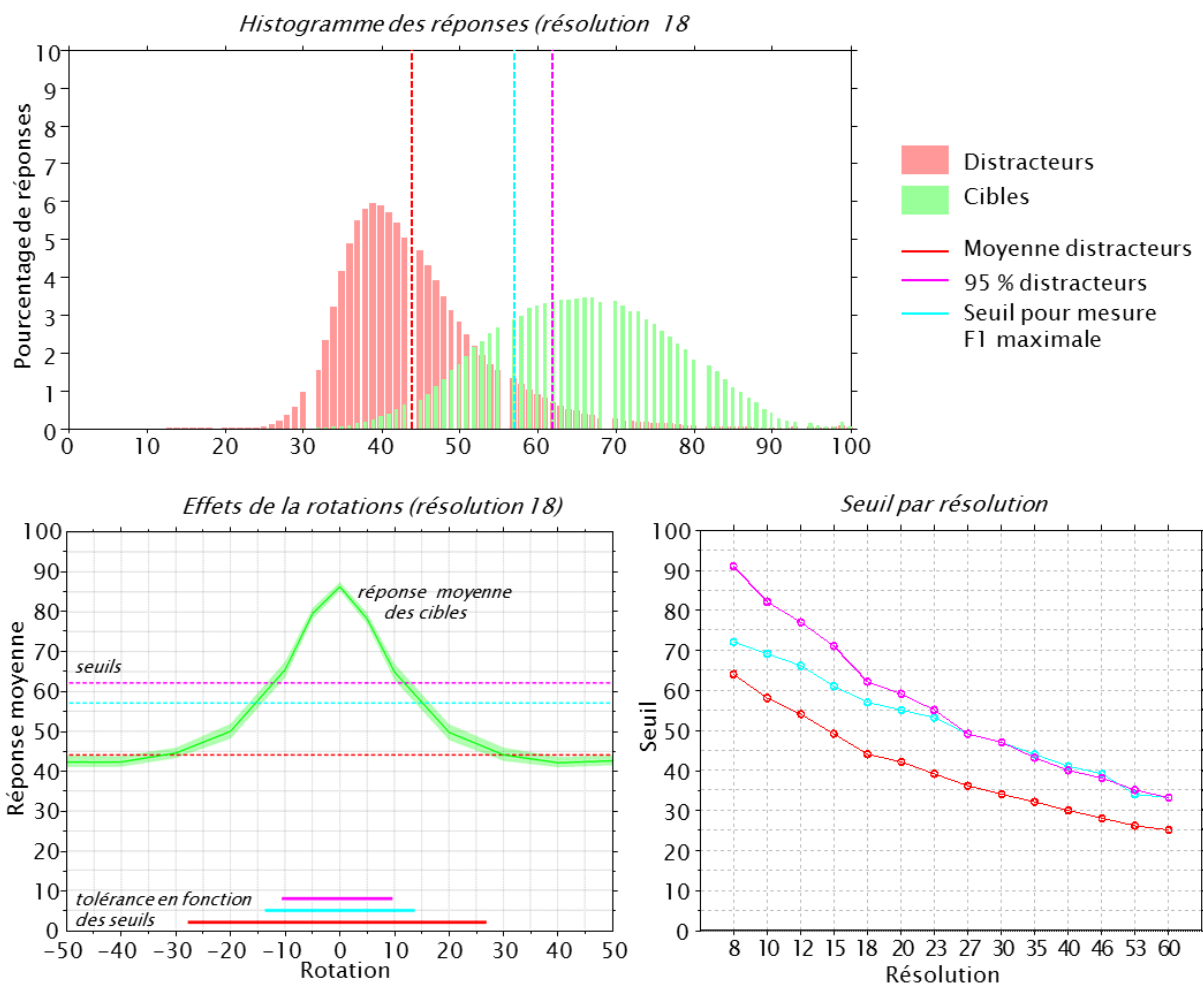 Histogramme des réponses (résolution 18
Pourcentage de réponses
10
9
8
7
6
5
4
3
2
1
0
0 10 20 30 40 50 60 70 80 90 100
Distracteurs
Cibles
Moyenne distracteurs
95 % distracteurs
Seuil pour mesure
F1 maximale
Effets de la rotations (résolution 18)
Réponse moyenne
100
90
80
70
60
50
40
30
20
10
0
réponse moyenne
des cibles
seuils
tolérance en fonction
des seuils
-50 -40 -30 -20 -10 0 10 20 30 40 50
Rotation
Seuil par résolution
Seuil
100
90
80
70
60
50
40
30
20
10
0
8 10 12 15 18 20 23 27 30 35 40 46 53 60
Résolution